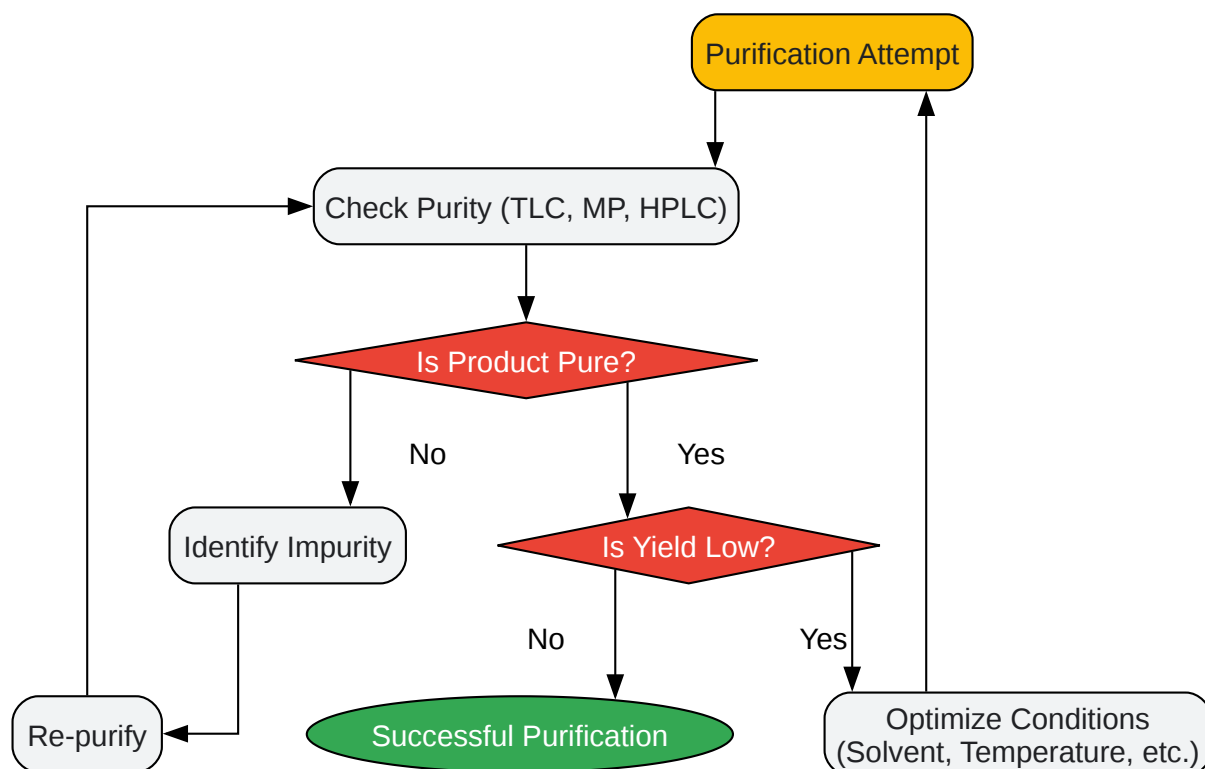 Purification Attempt
Check Purity (TLC, MP, HPLC)
Is Product Pure?
No
Yes
Identify Impurity
Is Yield Low?
No
Yes
Re-purify
Successful Purification
Optimize Conditions
(Solvent, Temperature, etc.)